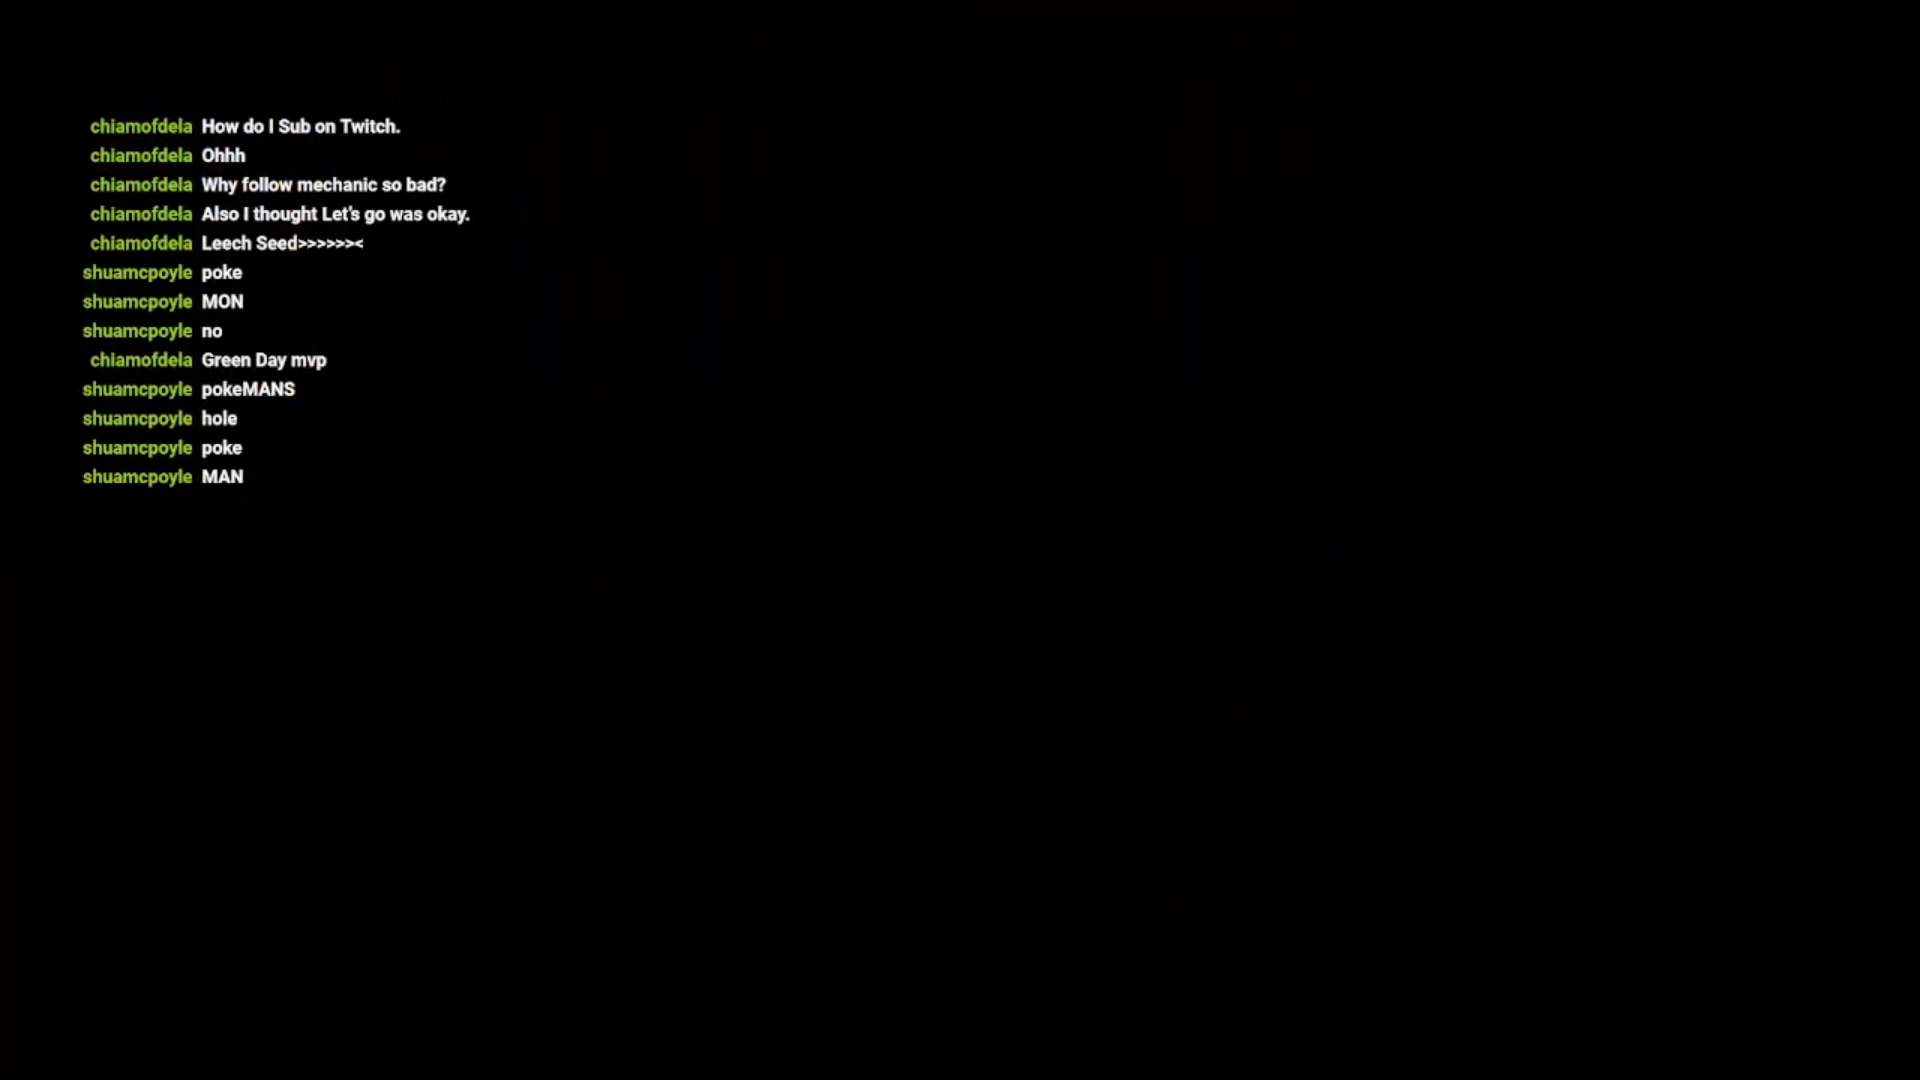 chiamofdela How do I Sub on Twitch.
chiamofdela Ohhh
chiamofdela Why follow mechanic so bad?
chiamofdela Also I thought Let's go was okay.
chiamofdela Leech Seed>>>>>><
shuamcpoyle poke
shuamcpoyle MON
shuamcpoyle no
chiamofdela Green Day mvp
shuamcpoyle pokeMANS
shuamcpoyle hole
shuamcpoyle poke
shuamcpoyle MAN